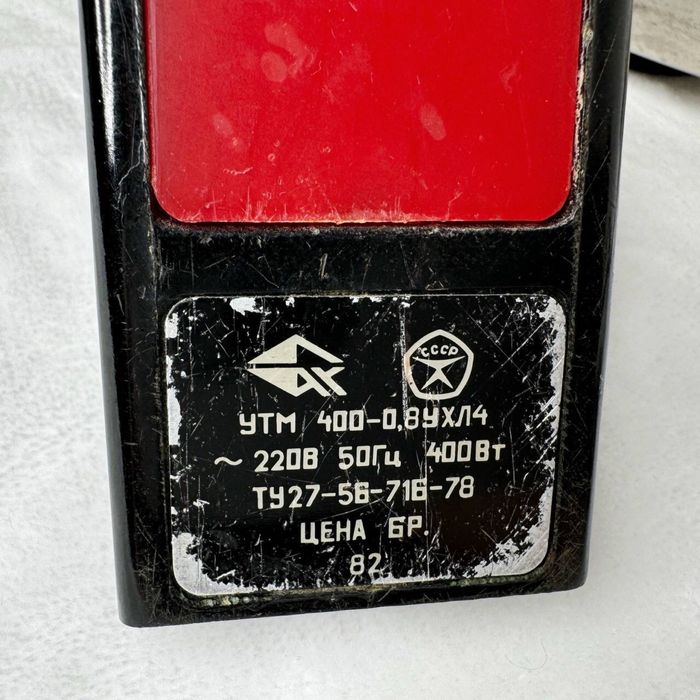 СССР
УТМ 400-0,8УХЛ4
~ 220В 50Гц 400Вт
ТУ27-56-716-78
ЦЕНА 6Р.
82